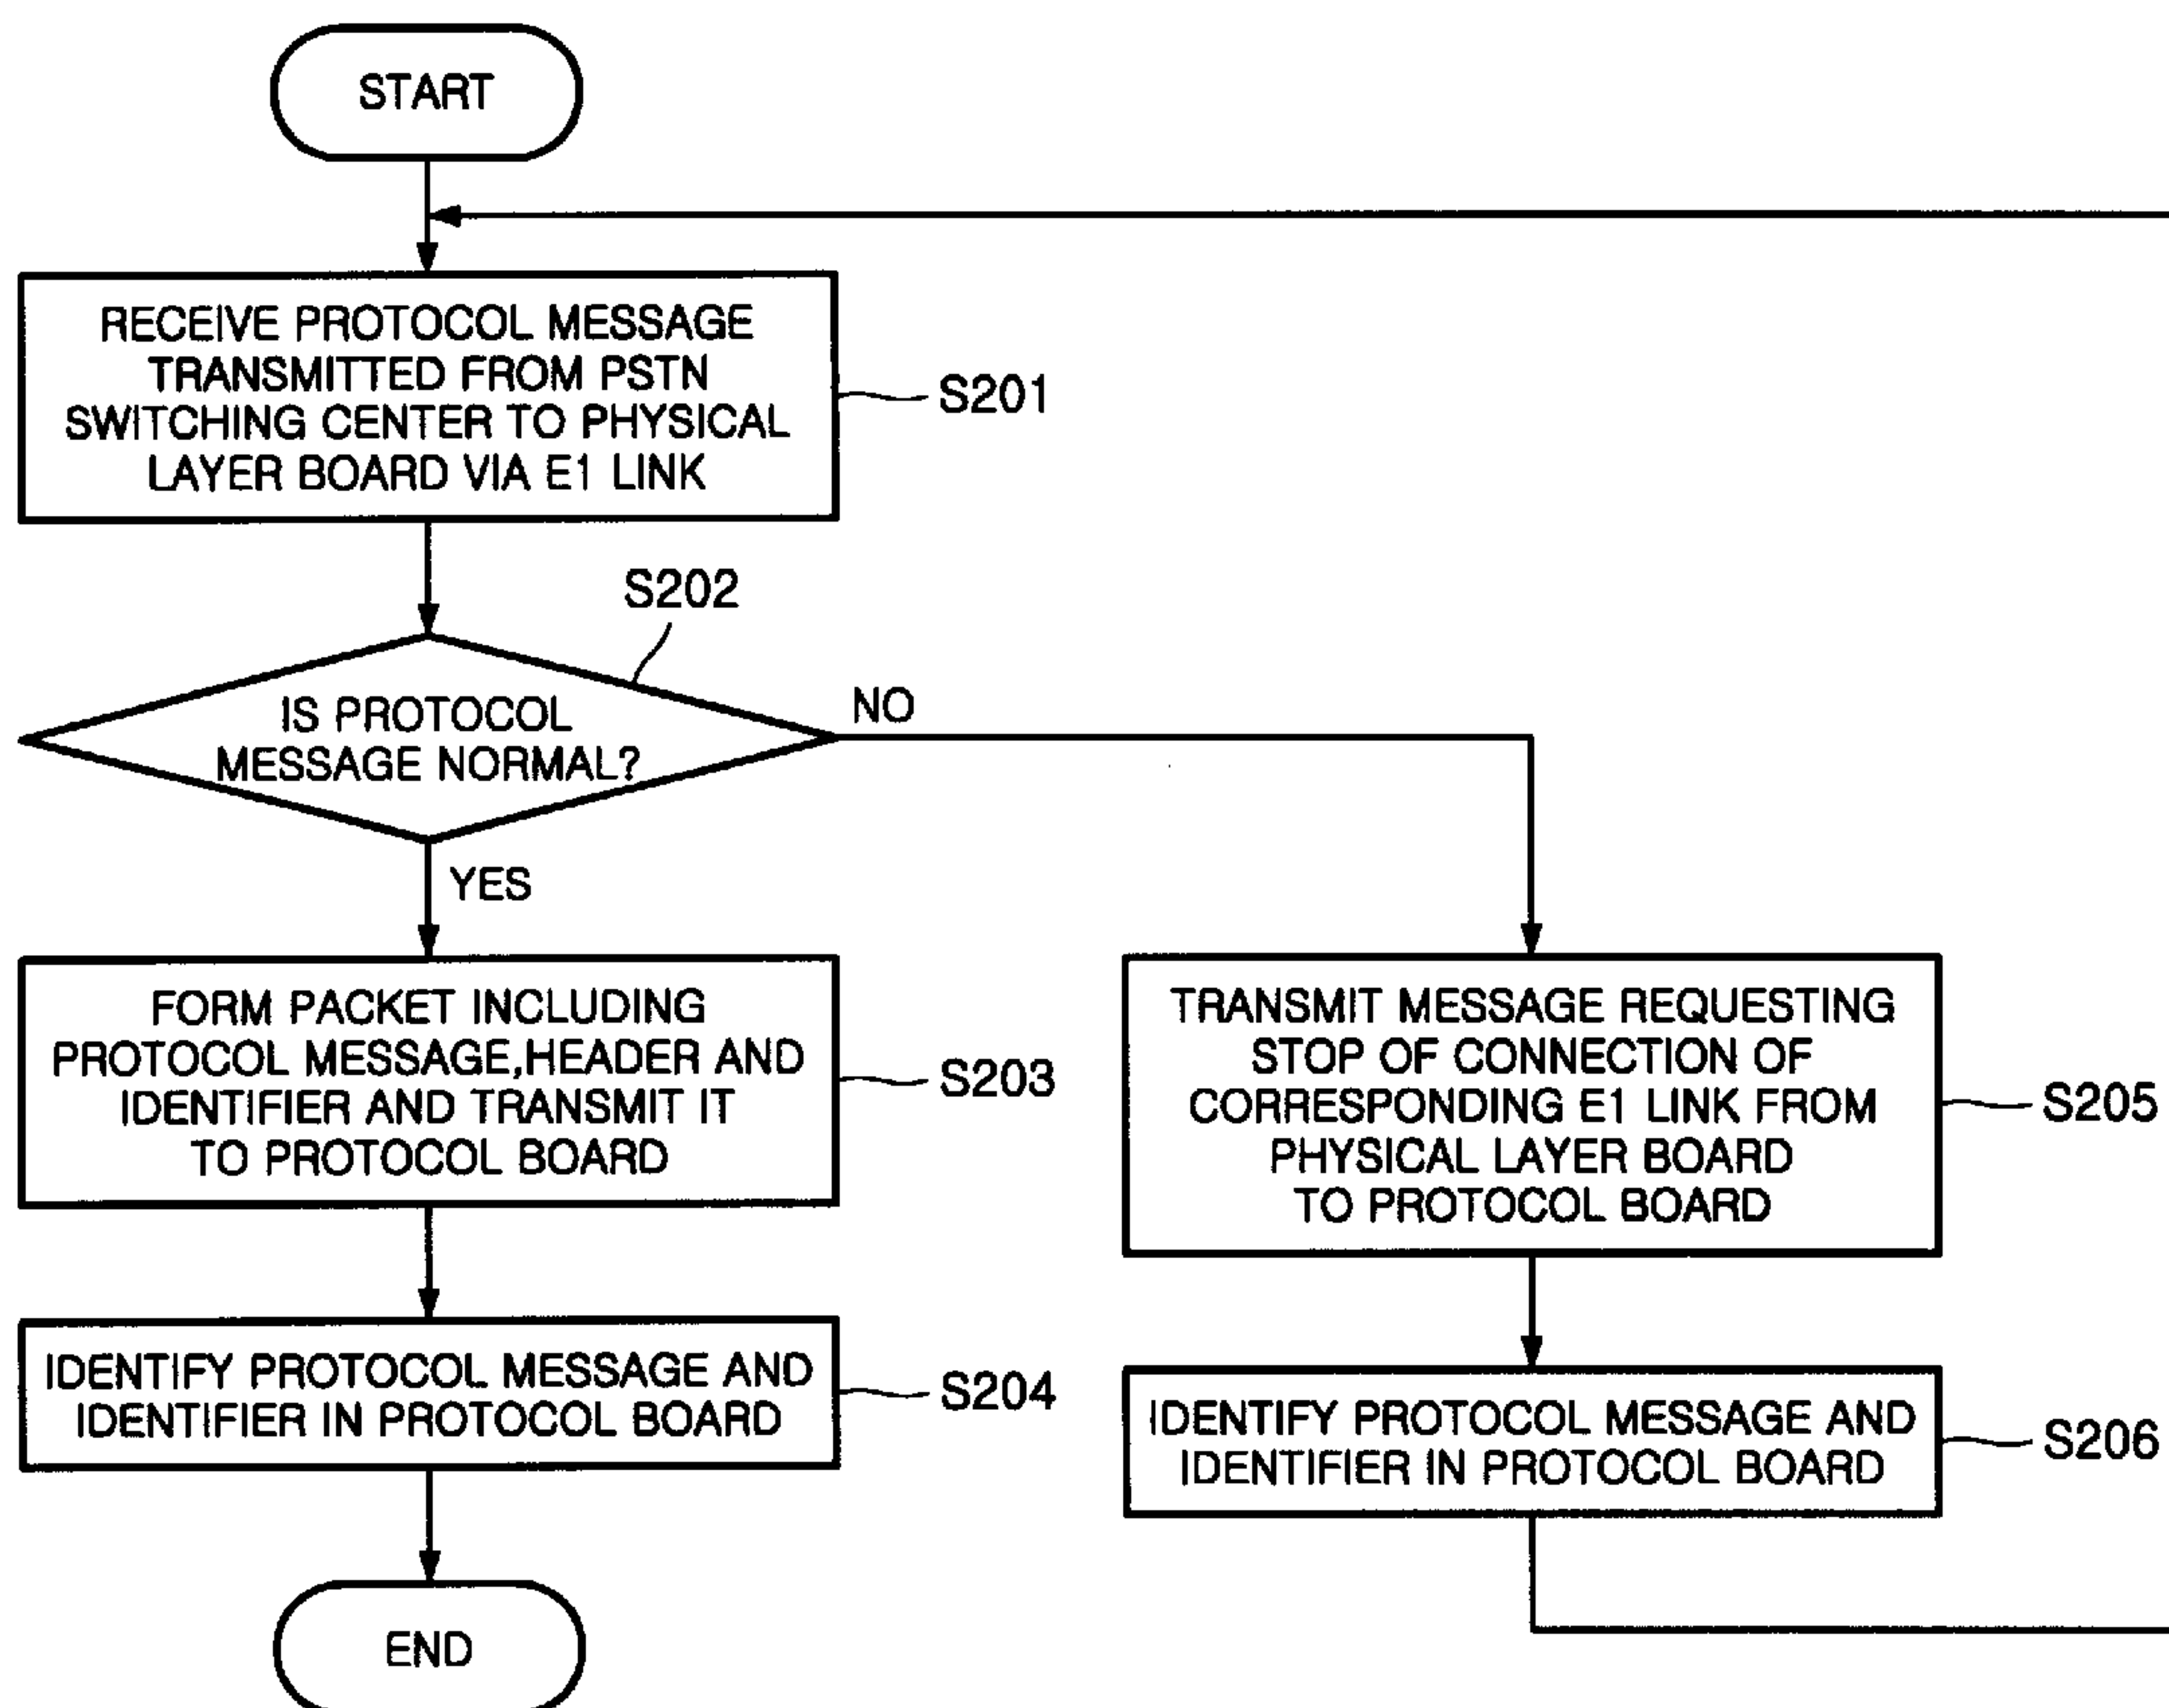 START
RECEIVE PROTOCOL MESSAGE
TRANSMITTED FROM PSTN
SWITCHING CENTER TO PHYSICAL
LAYER BOARD VIA E1 LINK
S201
S202
IS PROTOCOL
MESSAGE NORMAL?
NO
YES
FORM PACKET INCLUDING
PROTOCOL MESSAGE,HEADER AND
IDENTIFIER AND TRANSMIT IT
TO PROTOCOL BOARD
S203
TRANSMIT MESSAGE REQUESTING
STOP OF CONNECTION OF
CORRESPONDING E1 LINK FROM
PHYSICAL LAYER BOARD
TO PROTOCOL BOARD
S205
IDENTIFY PROTOCOL MESSAGE AND
IDENTIFIER IN PROTOCOL BOARD
S204
IDENTIFY PROTOCOL MESSAGE AND
IDENTIFIER IN PROTOCOL BOARD
S206
END